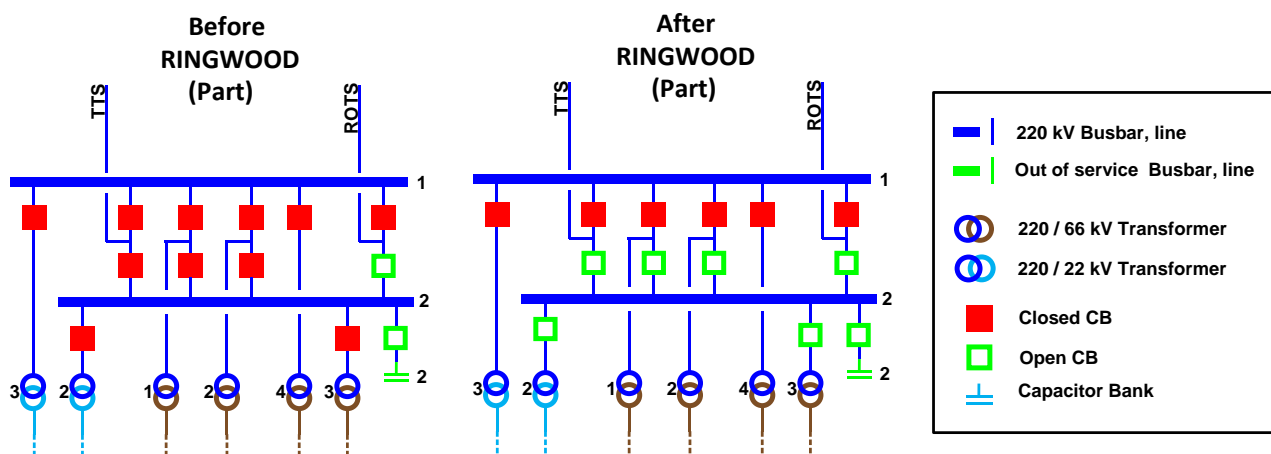 Before
RINGWOOD
(Part)
TTS
ROTS
1
2
2
3
2
1
2
4
3
After
RINGWOOD
(Part)
TTS
ROTS
1
2
2
3
2
1
2
4
3
220 kV Busbar, line
Out of service Busbar, line
220 / 66 kV Transformer
220 / 22 kV Transformer
Closed CB
Open CB
Capacitor Bank